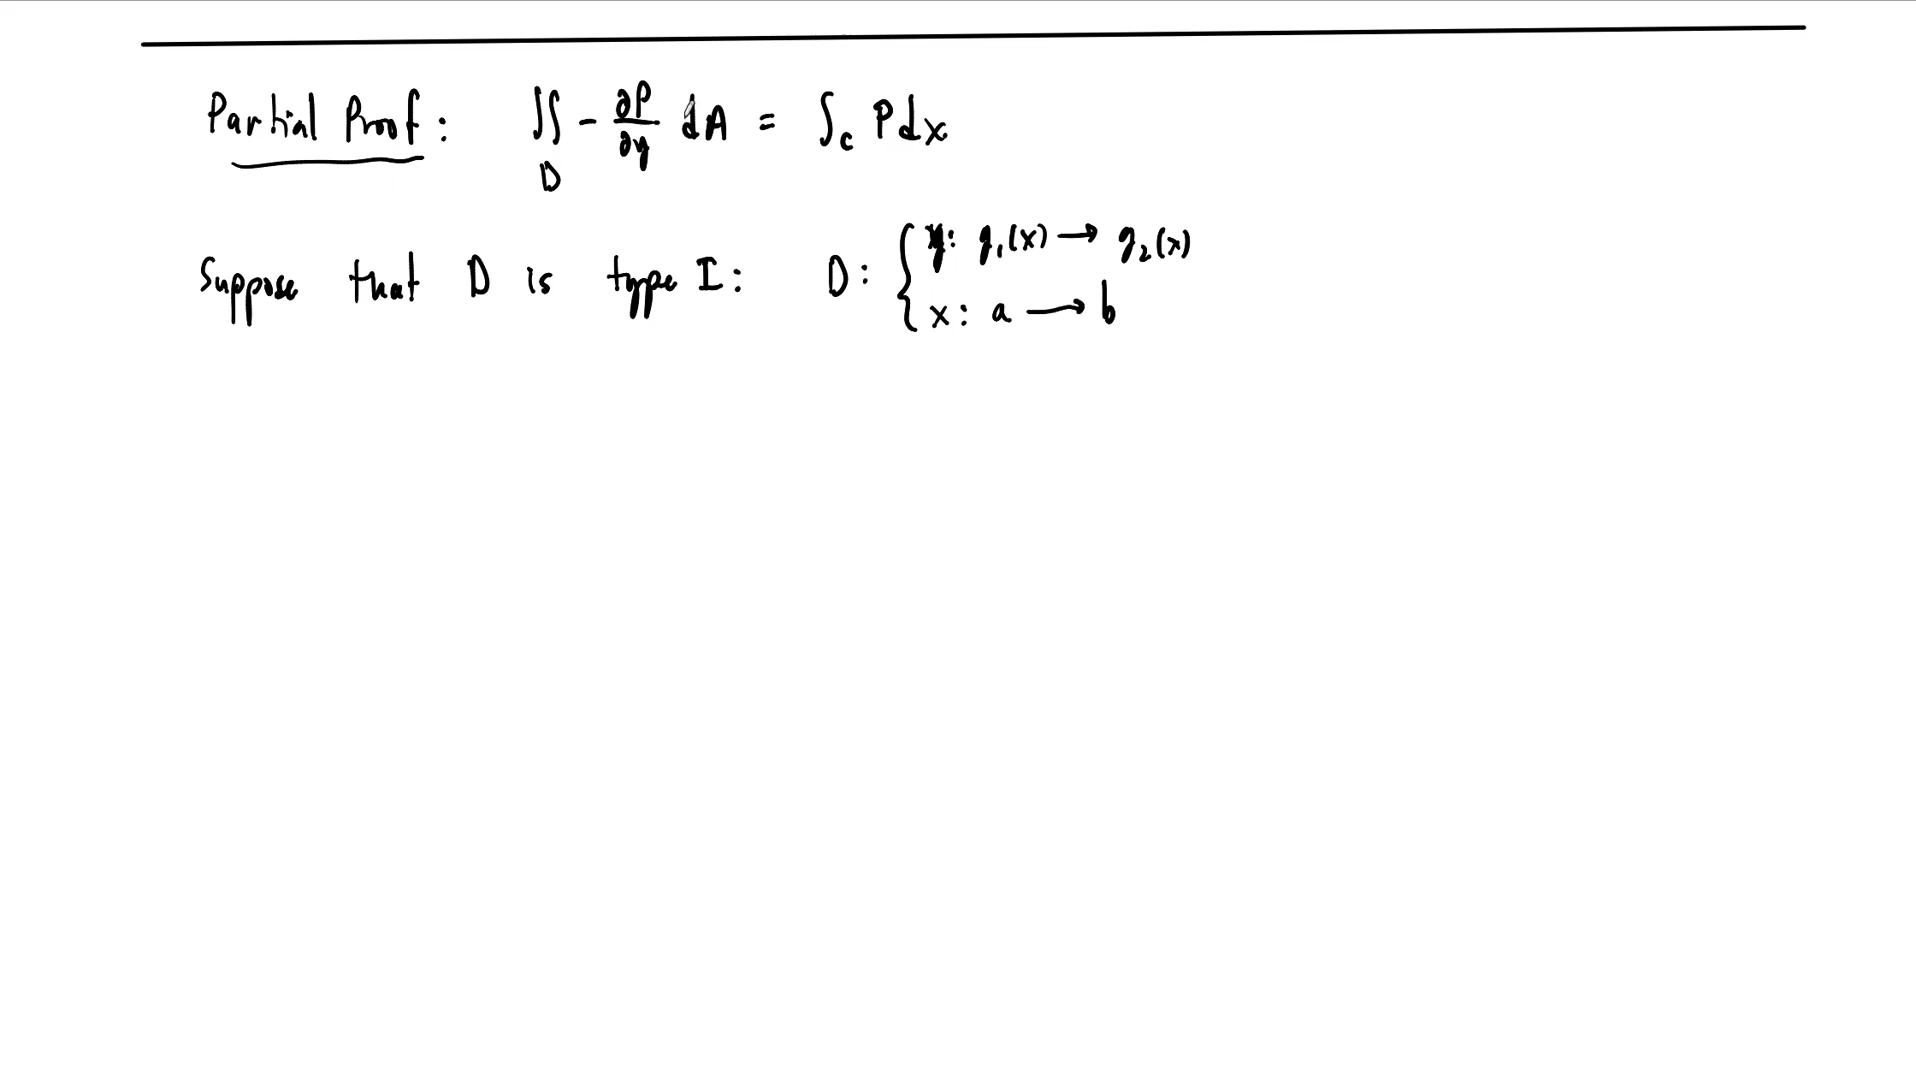 Partial Proof: ∬_D - ∂P/∂y dA = ∫_C P dx
Suppose that D is type I: D: { y: g₁(x) → g₂(x)
x: a → b